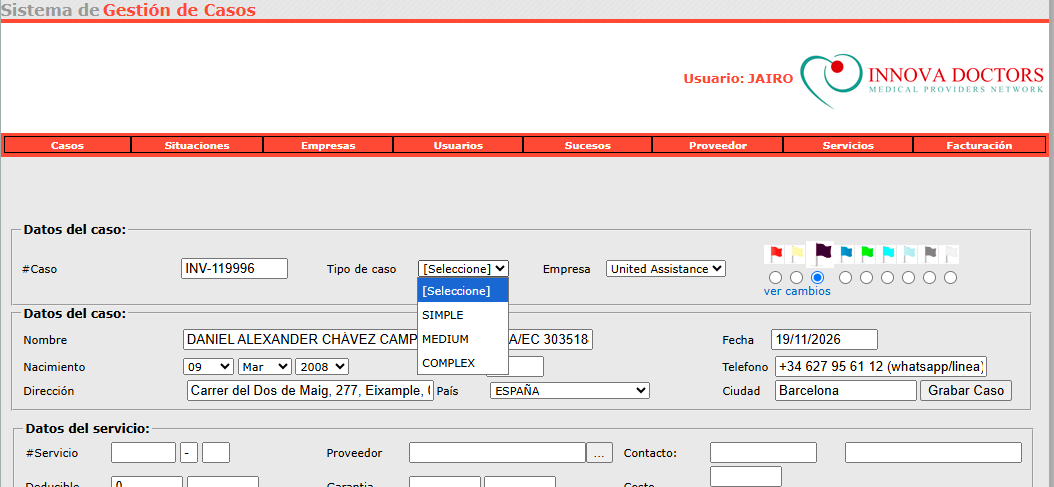 Sistema de Gestión de Casos
Usuario: JAIRO
INNOVA DOCTORS
MEDICAL PROVIDERS NETWORK
Casos Situaciones Empresas Usuarios Sucesos Proveedor Servicios Facturación
Datos del caso:
#Caso INV-119996 Tipo de caso [Seleccione] Empresa United Assistance
ver cambios
[Seleccione]
SIMPLE
MEDIUM
COMPLEX
Datos del caso:
Nombre DANIEL ALEXANDER CHÁVEZ CAMP A/EC 303518 Fecha 19/11/2026
Nacimiento 09 Mar 2008 Telefono +34 627 95 61 12 (whatsapp/linea)
Dirección Carrer del Dos de Maig, 277, Eixample, País ESPAÑA Ciudad Barcelona Grabar Caso
Datos del servicio:
#Servicio - Proveedor ... Contacto:
Deducible 0 Garantia Costo